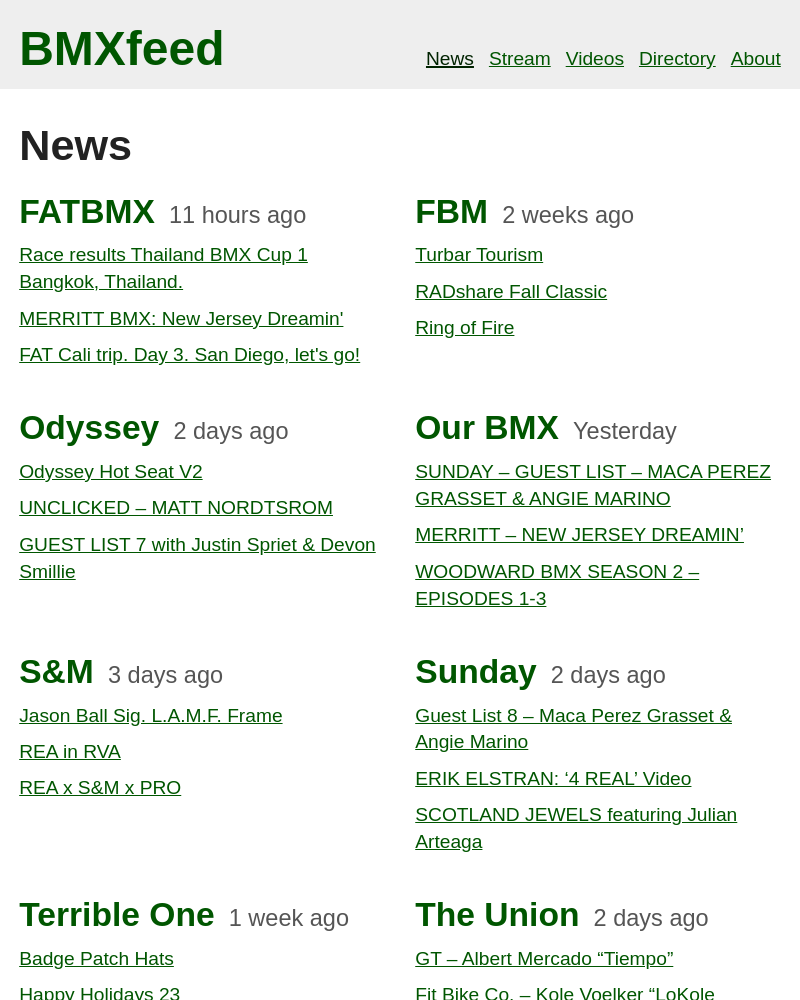 BMXfeed
News Stream Videos Directory About
News
FATBMX 11 hours ago
Race results Thailand BMX Cup 1
Bangkok, Thailand.
MERRITT BMX: New Jersey Dreamin'
FAT Cali trip. Day 3. San Diego, let's go!
FBM 2 weeks ago
Turbar Tourism
RADshare Fall Classic
Ring of Fire
Odyssey 2 days ago
Odyssey Hot Seat V2
UNCLICKED – MATT NORDTSROM
GUEST LIST 7 with Justin Spriet & Devon
Smillie
Our BMX Yesterday
SUNDAY – GUEST LIST – MACA PEREZ
GRASSET & ANGIE MARINO
MERRITT – NEW JERSEY DREAMIN’
WOODWARD BMX SEASON 2 –
EPISODES 1-3
S&M 3 days ago
Jason Ball Sig. L.A.M.F. Frame
REA in RVA
REA x S&M x PRO
Sunday 2 days ago
Guest List 8 – Maca Perez Grasset &
Angie Marino
ERIK ELSTRAN: ‘4 REAL’ Video
SCOTLAND JEWELS featuring Julian
Arteaga
Terrible One 1 week ago
Badge Patch Hats
Happy Holidays 23
The Union 2 days ago
GT – Albert Mercado “Tiempo”
Fit Bike Co. – Kole Voelker “LoKole